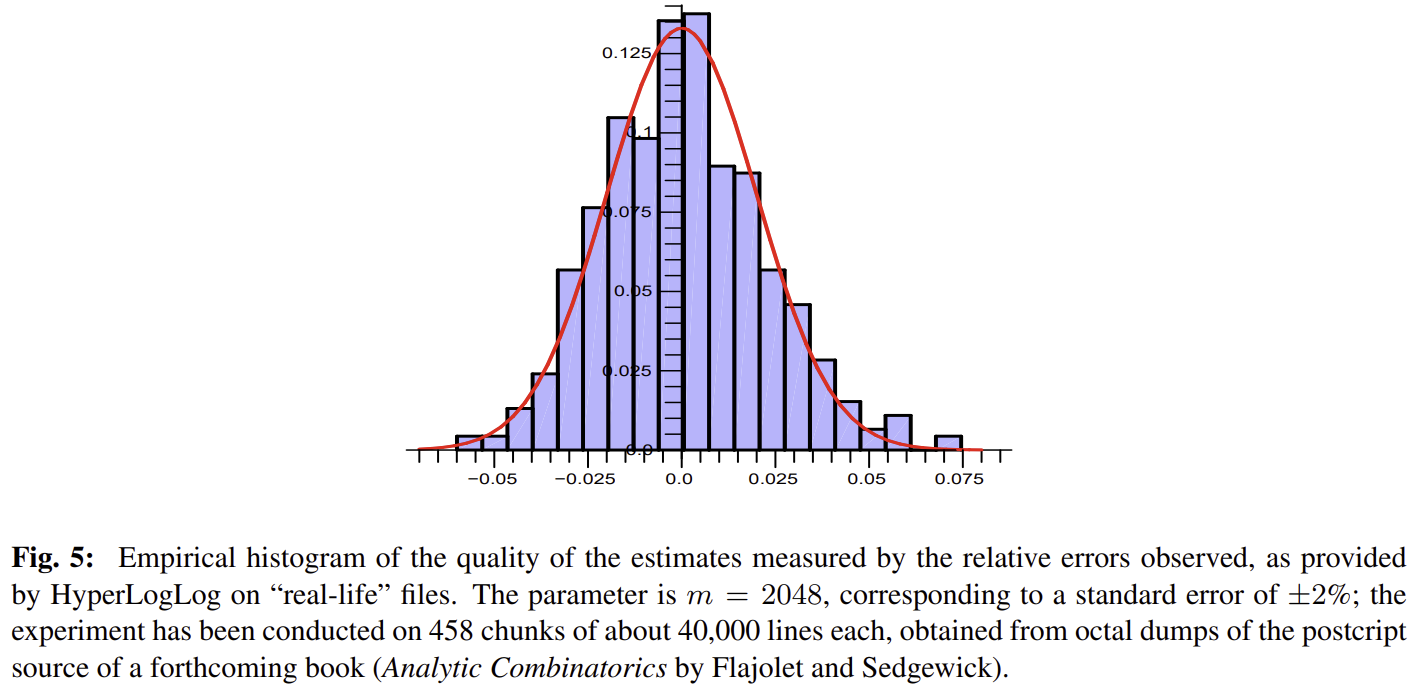 0.125
0.1
0.075
0.05
0.025
0.0
−0.05 −0.025 0.0 0.025 0.05 0.075
Fig. 5: Empirical histogram of the quality of the estimates measured by the relative errors observed, as provided
by HyperLogLog on “real-life” files. The parameter is m = 2048, corresponding to a standard error of ±2%; the
experiment has been conducted on 458 chunks of about 40,000 lines each, obtained from octal dumps of the postcript
source of a forthcoming book (Analytic Combinatorics by Flajolet and Sedgewick).